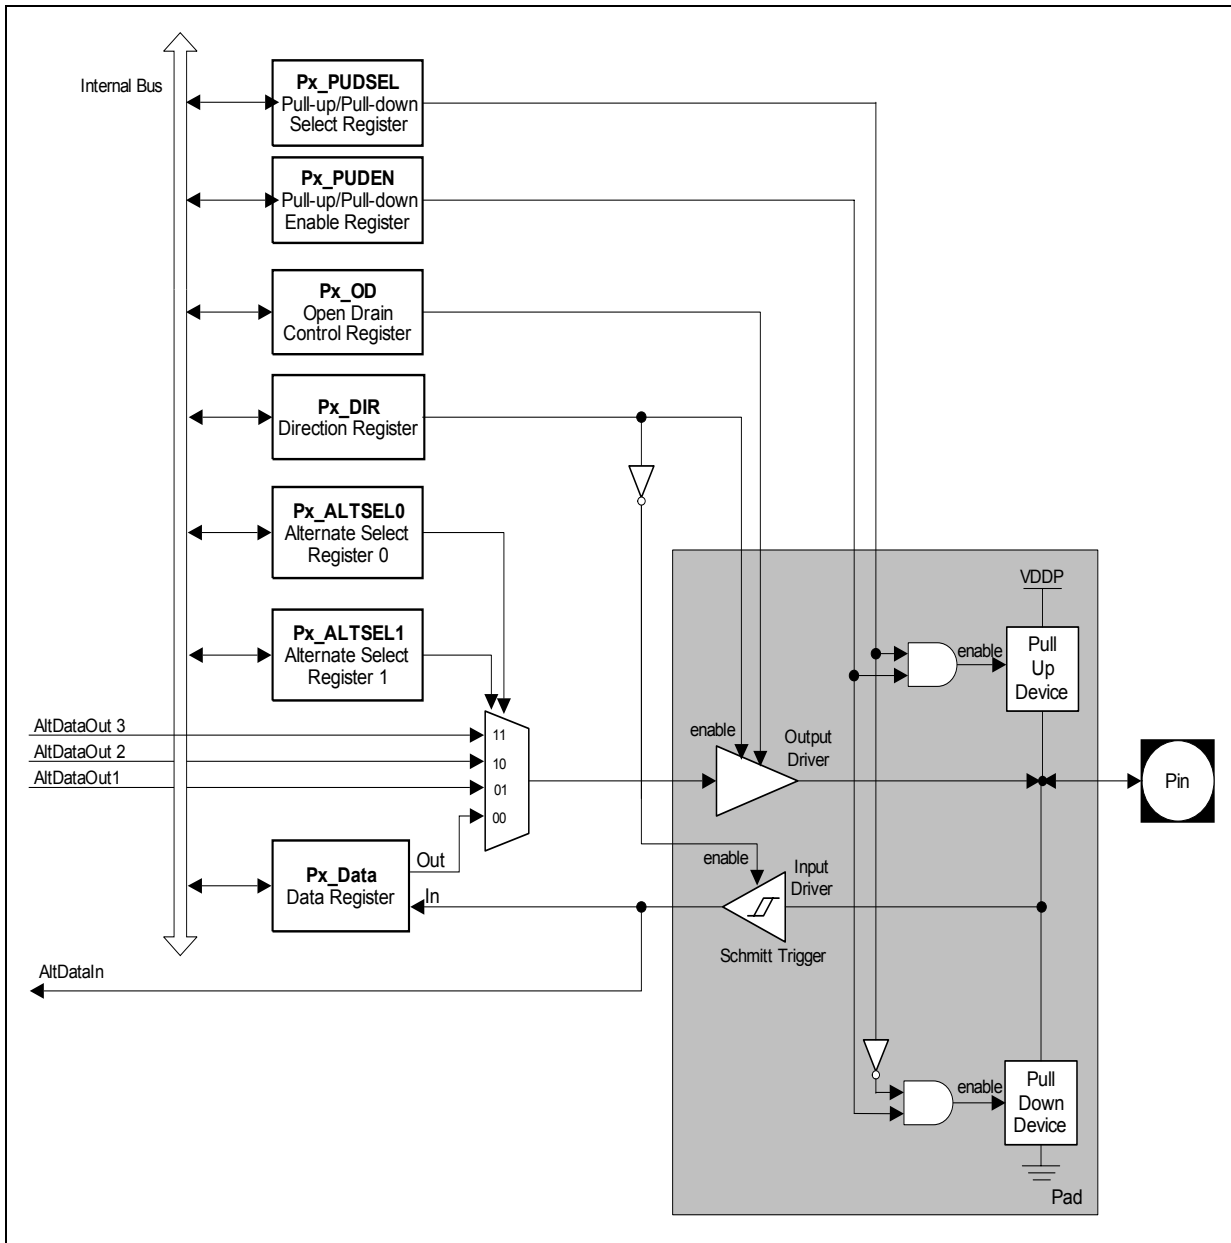 Internal Bus
Px_PUDSEL
Pull-up/Pull-down
Select Register
Px_PUDEN
Pull-up/Pull-down
Enable Register
Px_OD
Open Drain
Control Register
Px_DIR
Direction Register
Px_ALTSEL0
Alternate Select
Register 0
Px_ALTSEL1
Alternate Select
Register 1
AltDataOut 3
AltDataOut 2
AltDataOut1
11
10
01
00
Px_Data
Data Register
Out
In
AltDataIn
enable
Output
Driver
enable
Input
Driver
Schmitt Trigger
VDDP
enable
Pull
Up
Device
Pin
enable
Pull
Down
Device
Pad